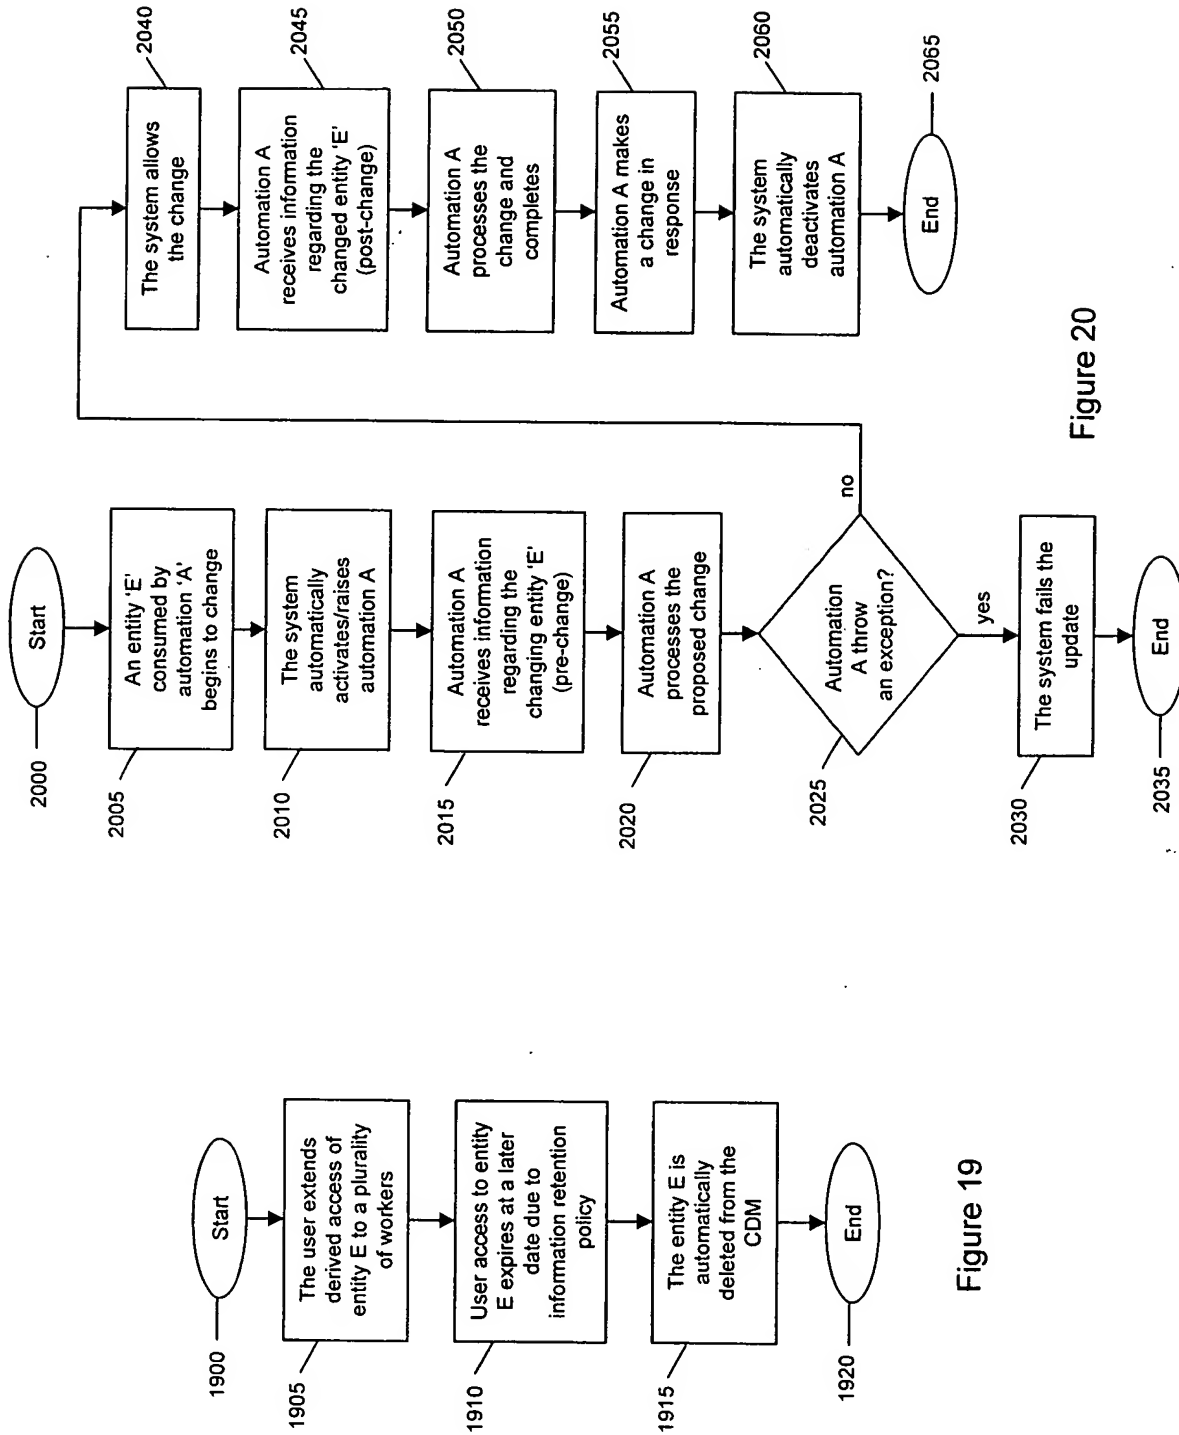 1900
Start
1905
The user extends
derived access of
entity E to a plurality
of workers
1910
User access to entity
E expires at a later
date due to
information retention
policy
1915
The entity E is
automatically
deleted from the
CDM
1920
End
Figure 19
2000
Start
2005
An entity 'E'
consumed by
automation 'A'
begins to change
2010
The system
automatically
activates/raises
automation A
2015
Automation A
receives information
regarding the
changing entity 'E'
(pre-change)
2020
Automation A
processes the
proposed change
2025
Automation
A throw
an exception?
no
yes
2030
The system fails the
update
2035
End
2040
The system allows
the change
2045
Automation A
receives information
regarding the
changed entity 'E'
(post-change)
2050
Automation A
processes the
change and
completes
2055
Automation A makes
a change in
response
2060
The system
automatically
deactivates
automation A
2065
End
Figure 20